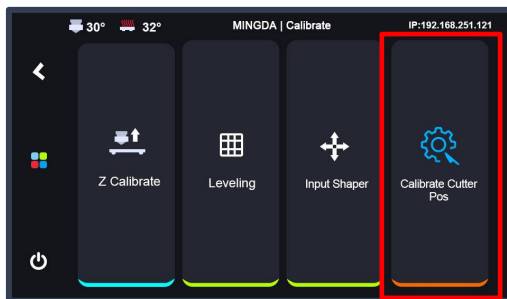 30° 32° MINGDA | Calibrate IP:192.168.251.121
Z Calibrate
Leveling
Input Shaper
Calibrate Cutter
Pos